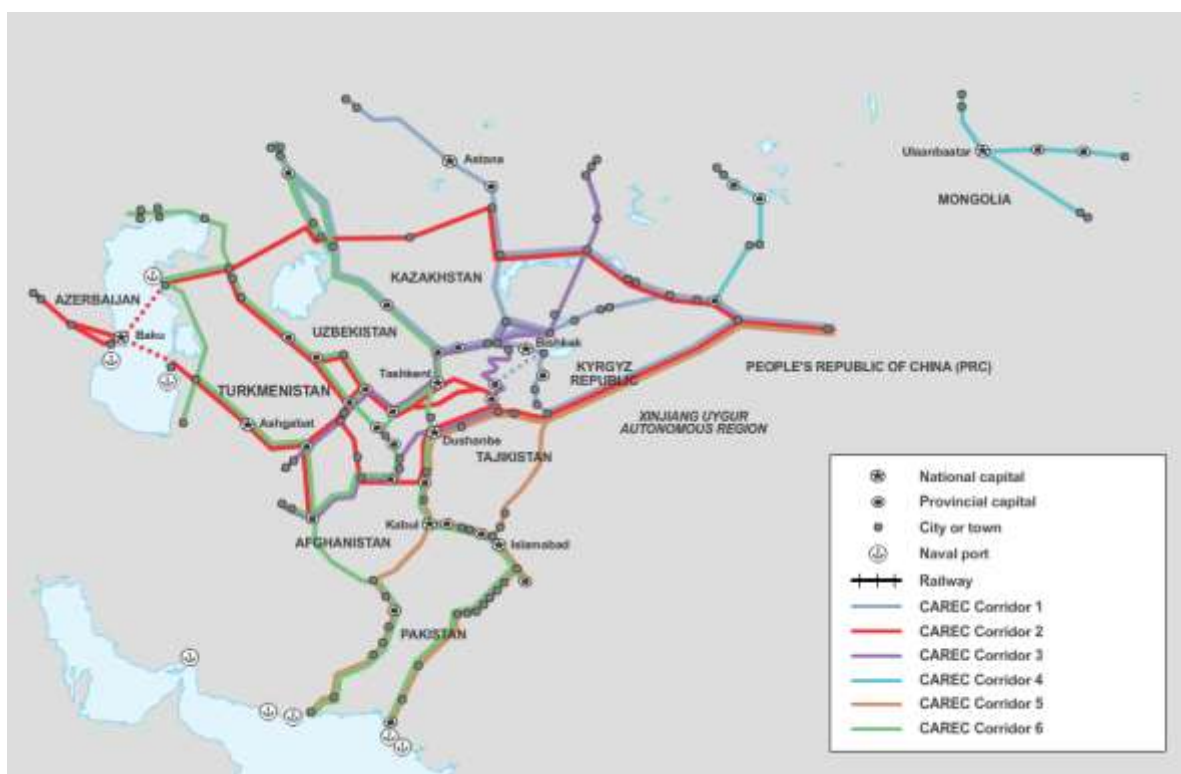 Astana
Ulaanbaatar
MONGOLIA
KAZAKHSTAN
AZERBAIJAN
Baku
UZBEKISTAN
Bishkek
KYRGYZ
REPUBLIC
PEOPLE'S REPUBLIC OF CHINA (PRC)
Tashkent
TURKMENISTAN
XINJIANG UYGUR
AUTONOMOUS REGION
Ashgabat
Dushanbe
TAJIKISTAN
Kabul
Islamabad
AFGHANISTAN
PAKISTAN
National capital
Provincial capital
City or town
Naval port
Railway
CAREC Corridor 1
CAREC Corridor 2
CAREC Corridor 3
CAREC Corridor 4
CAREC Corridor 5
CAREC Corridor 6